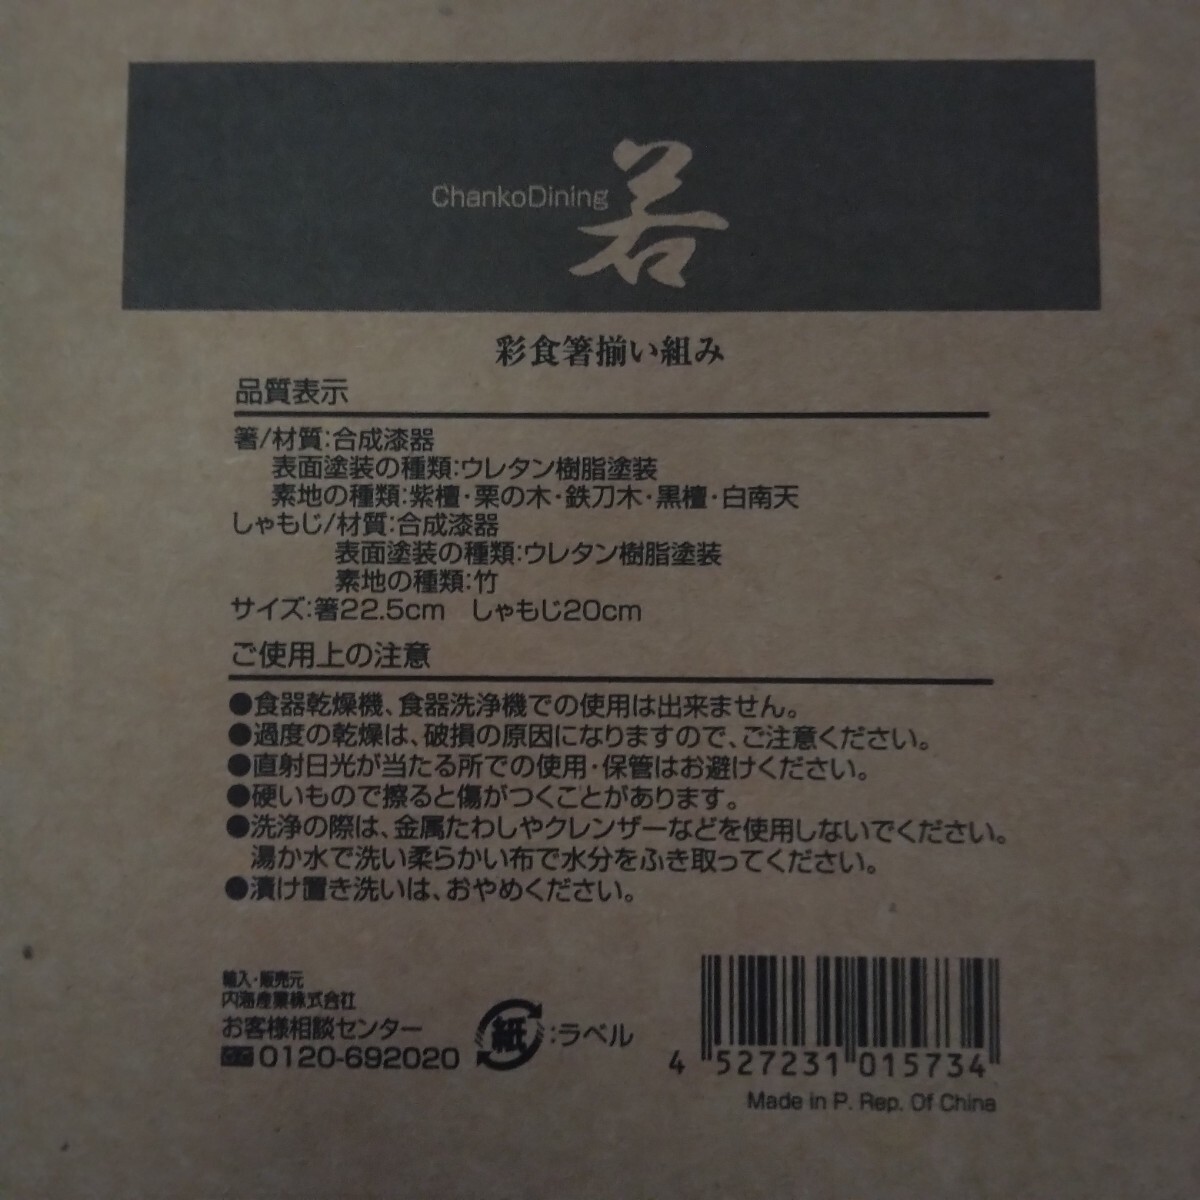 ChankoDining 若
彩食箸揃い組み
品質表示
箸/材質:合成漆器
表面塗装の種類:ウレタン樹脂塗装
素地の種類:紫檀・栗の木・鉄刀木・黒檀・白南天
しゃもじ/材質:合成漆器
表面塗装の種類:ウレタン樹脂塗装
素地の種類:竹
サイズ:箸22.5cm しゃもじ20cm
ご使用上の注意
●食器乾燥機、食器洗浄機での使用は出来ません。
●過度の乾燥は、破損の原因になりますので、ご注意ください。
●直射日光が当たる所での使用・保管はお避けください。
●硬いもので擦ると傷がつくことがあります。
●洗浄の際は、金属たわしやクレンザーなどを使用しないでください。
湯か水で洗い柔らかい布で水分をふき取ってください。
●漬け置き洗いは、おやめください。
輸入・販売元
内海産業株式会社
お客様相談センター
0120-692020
紙:ラベル
4 527231 015734
Made in P. Rep. Of China